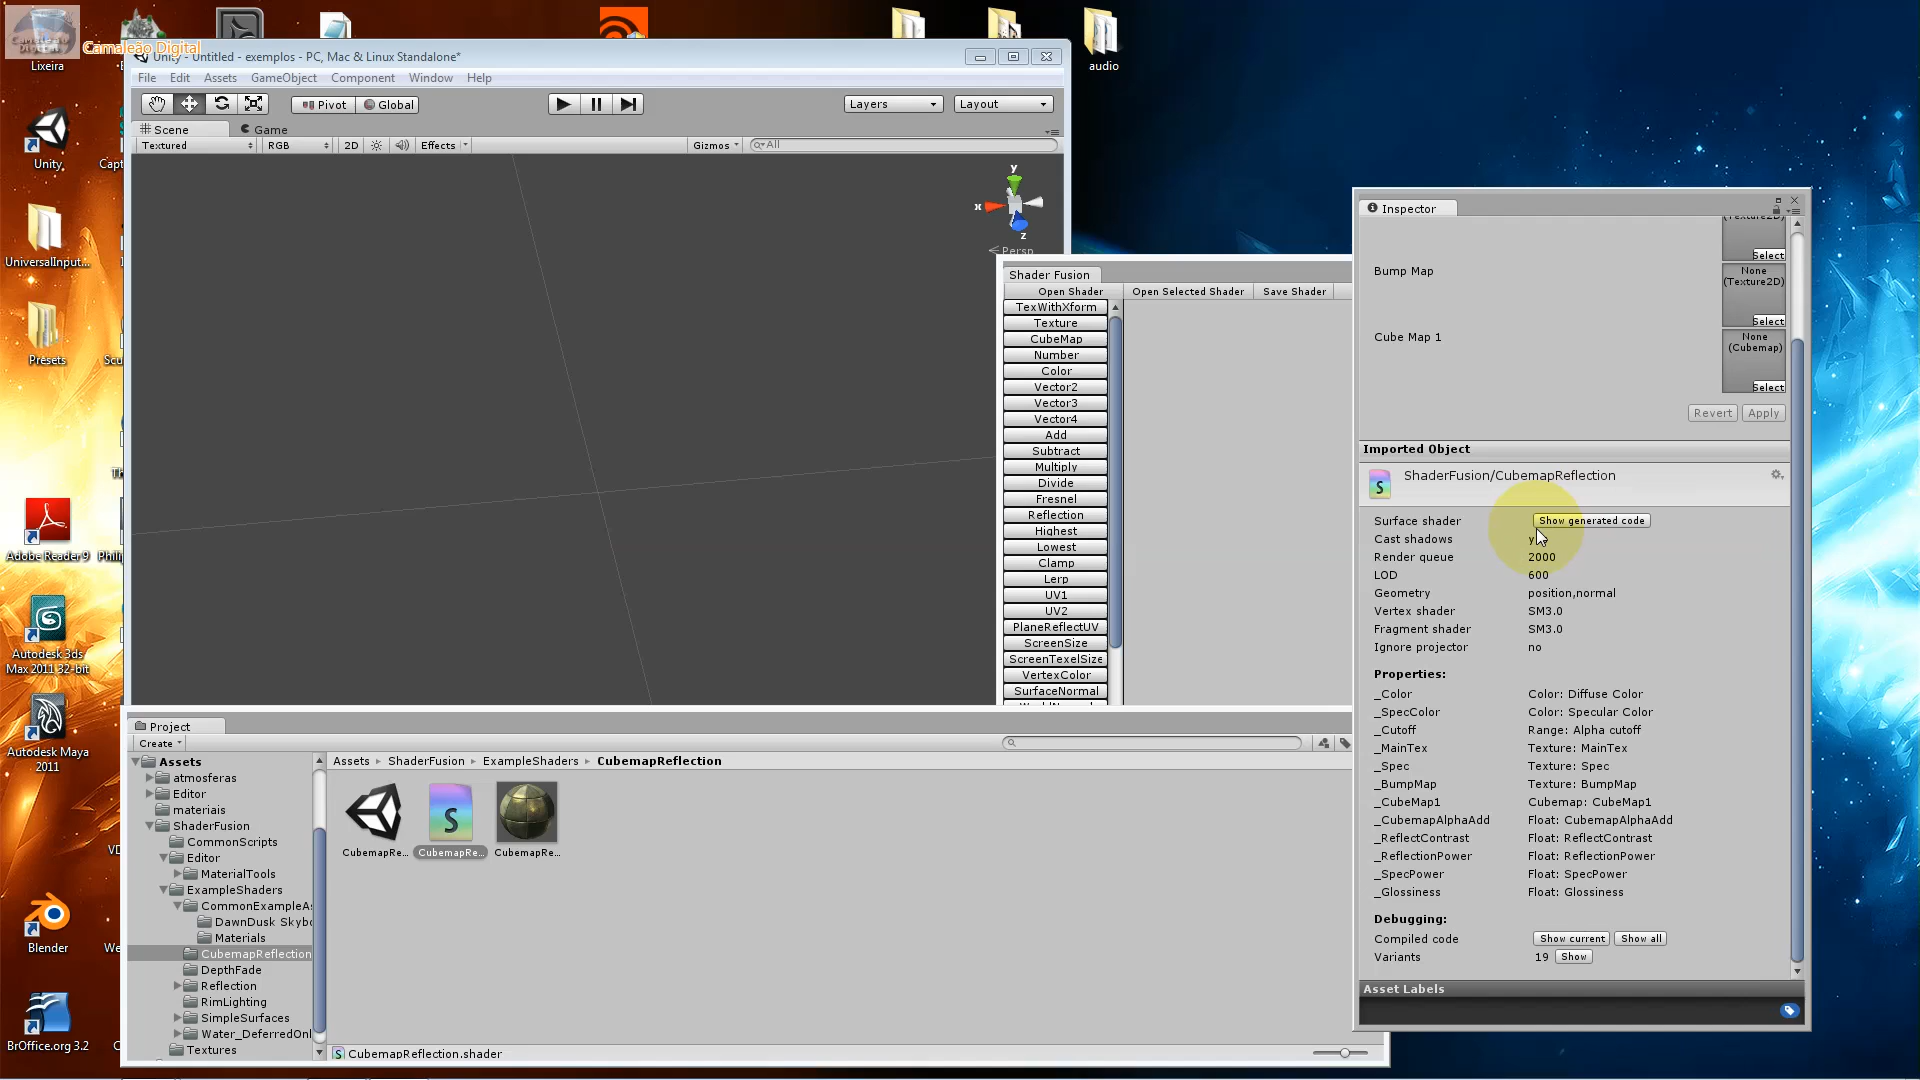 Camaleão Digital
Lixeira
Unity
Capt
UniversalInput...
Presets
Scu
Adobe Reader 9
Autodesk 3ds
Max 2011 32-bit
Autodesk Maya
2011
Blender
We
BrOffice.org 3.2
audio
Unity - Untitled - exemplos - PC, Mac & Linux Standalone*
File Edit Assets GameObject Component Window Help
Pivot Global
Layers Layout
Scene Game
Textured RGB 2D Effects Gizmos All
y
x
z
Persp
Shader Fusion
Open Shader Open Selected Shader Save Shader
TexWithXform
Texture
CubeMap
Number
Color
Vector2
Vector3
Vector4
Add
Subtract
Multiply
Divide
Fresnel
Reflection
Highest
Lowest
Clamp
Lerp
UV1
UV2
PlaneReflectUV
ScreenSize
ScreenTexelSize
VertexColor
SurfaceNormal
Project
Create
Assets
atmosferas
Editor
materiais
ShaderFusion
CommonScripts
Editor
MaterialTools
ExampleShaders
CommonExampleAs
DawnDusk Skybo
Materials
CubemapReflection
DepthFade
Reflection
RimLighting
SimpleSurfaces
Water_DeferredOnl
Textures
Assets ShaderFusion ExampleShaders CubemapReflection
CubemapRe... CubemapRe... CubemapRe...
CubemapReflection.shader
Inspector
(Texture2D)
Select
Bump Map
None
(Texture2D)
Select
Cube Map 1
None
(Cubemap)
Select
Revert Apply
Imported Object
ShaderFusion/CubemapReflection
S
Surface shader Show generated code
Cast shadows
Render queue 2000
LOD 600
Geometry position,normal
Vertex shader SM3.0
Fragment shader SM3.0
Ignore projector no
Properties:
_Color Color: Diffuse Color
_SpecColor Color: Specular Color
_Cutoff Range: Alpha cutoff
_MainTex Texture: MainTex
_Spec Texture: Spec
_BumpMap Texture: BumpMap
_CubeMap1 Cubemap: CubeMap1
_CubemapAlphaAdd Float: CubemapAlphaAdd
_ReflectContrast Float: ReflectContrast
_ReflectionPower Float: ReflectionPower
_SpecPower Float: SpecPower
_Glossiness Float: Glossiness
Debugging:
Compiled code Show current Show all
Variants 19 Show
Asset Labels